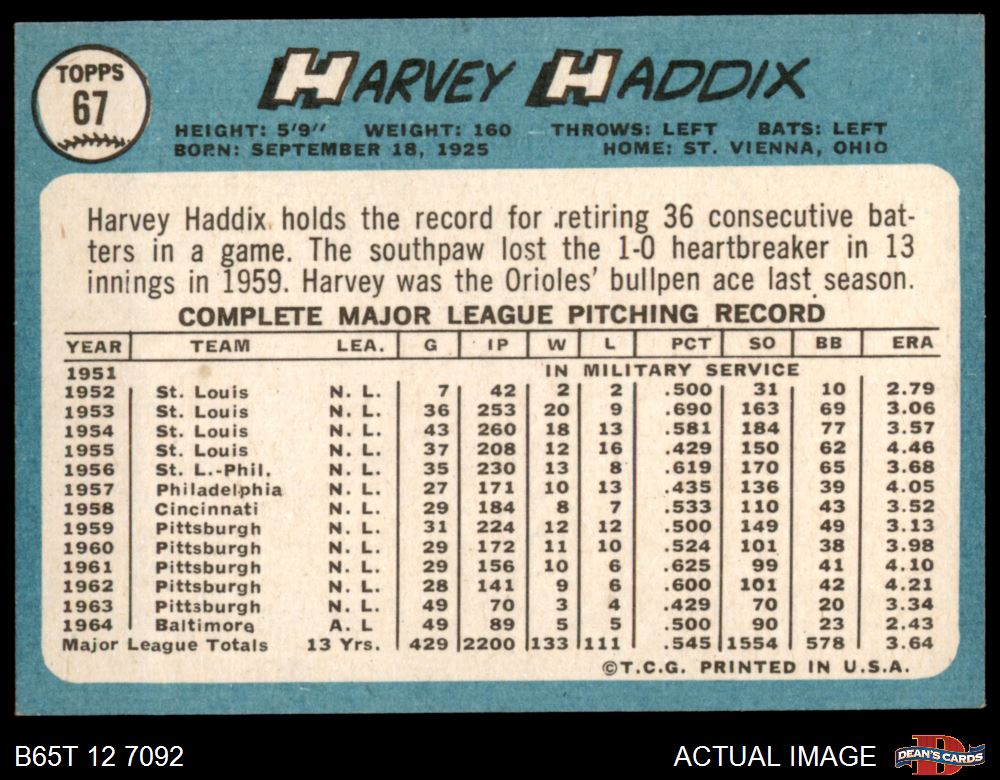 TOPPS
67
HARVEY HADDIX
HEIGHT: 5'9" WEIGHT: 160 THROWS: LEFT BATS: LEFT
BORN: SEPTEMBER 18, 1925 HOME: ST. VIENNA, OHIO
Harvey Haddix holds the record for retiring 36 consecutive bat-
ters in a game. The southpaw lost the 1-0 heartbreaker in 13
innings in 1959. Harvey was the Orioles' bullpen ace last season.
COMPLETE MAJOR LEAGUE PITCHING RECORD
YEAR TEAM LEA. G IP W L PCT SO BB ERA
1951 IN MILITARY SERVICE
1952 St. Louis N. L. 7 42 2 2 .500 31 10 2.79
1953 St. Louis N. L. 36 253 20 9 .690 163 69 3.06
1954 St. Louis N. L. 43 260 18 13 .581 184 77 3.57
1955 St. Louis N. L. 37 208 12 16 .429 150 62 4.46
1956 St. L.-Phil. N. L. 35 230 13 8 .619 170 65 3.68
1957 Philadelphia N. L. 27 171 10 13 .435 136 39 4.05
1958 Cincinnati N. L. 29 184 8 7 .533 110 43 3.52
1959 Pittsburgh N. L. 31 224 12 12 .500 149 49 3.13
1960 Pittsburgh N. L. 29 172 11 10 .524 101 38 3.98
1961 Pittsburgh N. L. 29 156 10 6 .625 99 41 4.10
1962 Pittsburgh N. L. 28 141 9 6 .600 101 42 4.21
1963 Pittsburgh N. L. 49 70 3 4 .429 70 20 3.34
1964 Baltimore A. L 49 89 5 5 .500 90 23 2.43
Major League Totals 13 Yrs. 429 2200 133 111 .545 1554 578 3.64
©T.C.G. PRINTED IN U.S.A.
B65T 12 7092 ACTUAL IMAGE DEAN'S CARDS